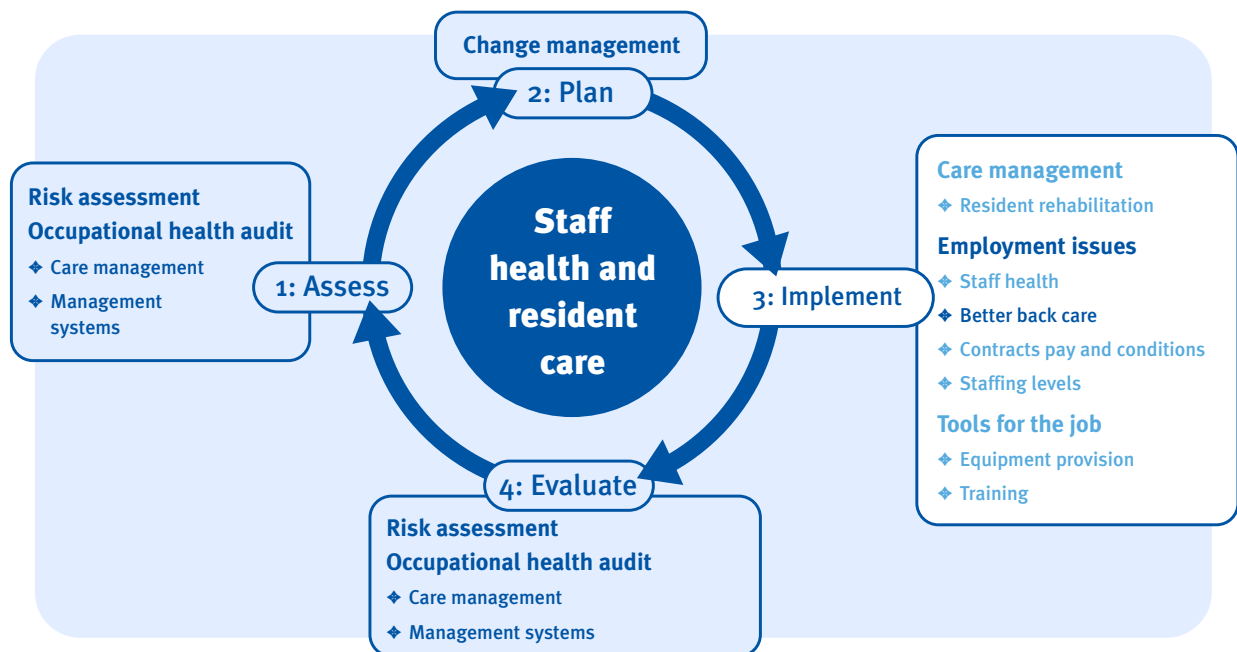 Change management
2: Plan
Risk assessment
Occupational health audit
❖ Care management
❖ Management
systems
1: Assess
Staff
health and
resident
care
3: Implement
Care management
❖ Resident rehabilitation
Employment issues
❖ Staff health
❖ Better back care
❖ Contracts pay and conditions
❖ Staffing levels
Tools for the job
❖ Equipment provision
❖ Training
4: Evaluate
Risk assessment
Occupational health audit
❖ Care management
❖ Management systems